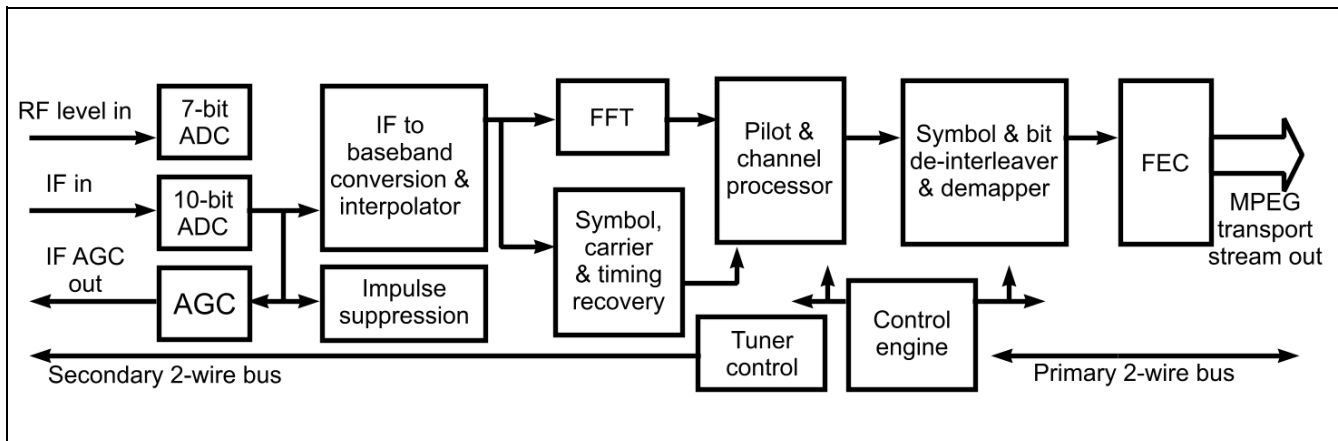 RF level in
7-bit
ADC
IF in
10-bit
ADC
IF AGC
out
AGC
IF to
baseband
conversion &
interpolator
Impulse
suppression
FFT
Symbol,
carrier
& timing
recovery
Pilot &
channel
processor
Symbol & bit
de-interleaver
& demapper
FEC
MPEG
transport
stream out
Tuner
control
Control
engine
Secondary 2-wire bus
Primary 2-wire bus